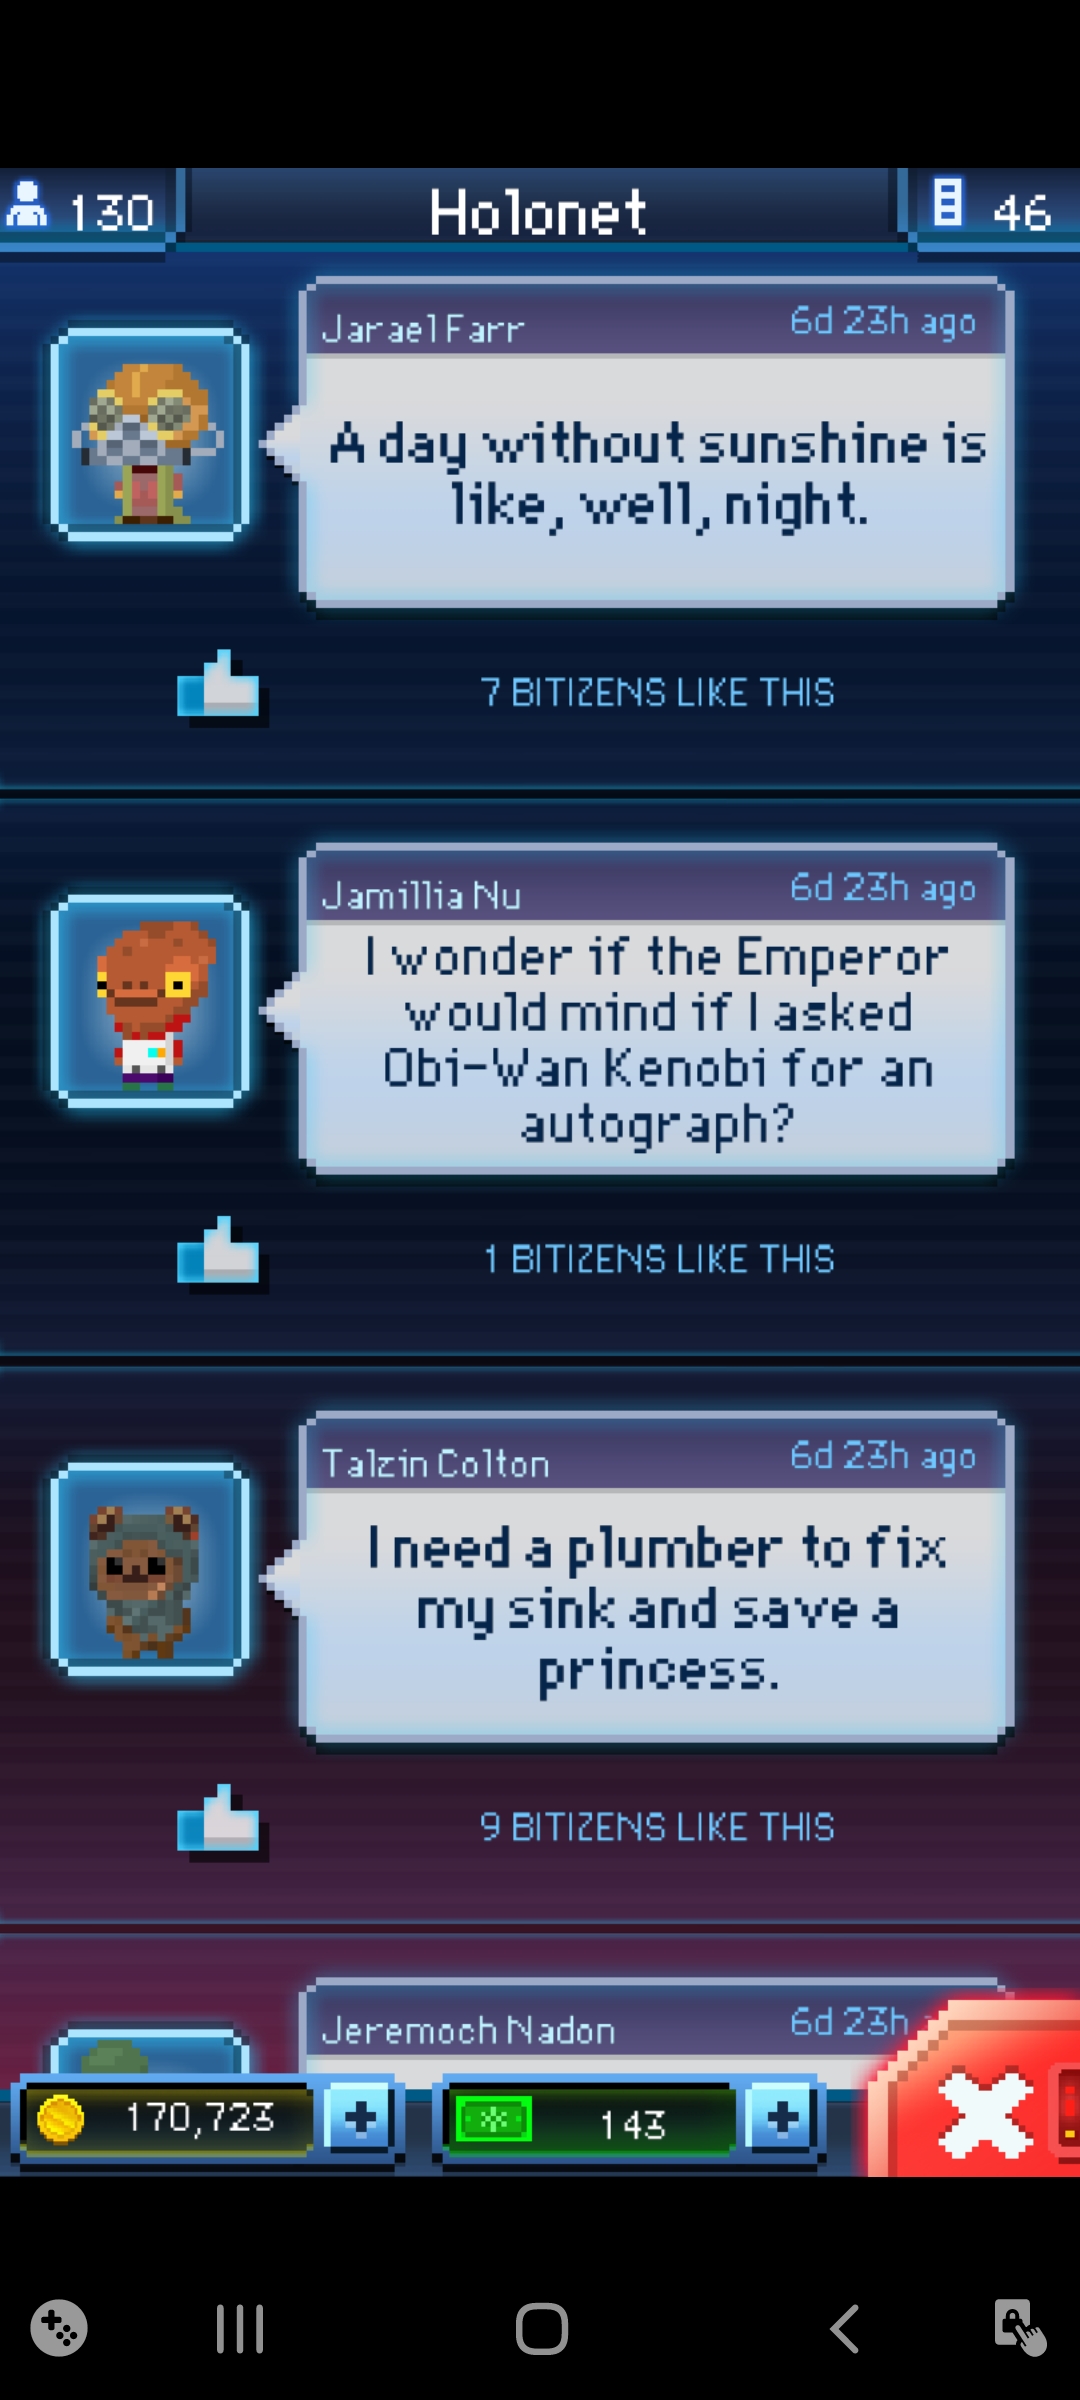 130
Holonet
46
Jarael Farr
6d 23h ago
A day without sunshine is
like, well, night.
7 BITIZENS LIKE THIS
Jamillia Nu
6d 23h ago
I wonder if the Emperor
would mind if I asked
Obi-Wan Kenobi for an
autograph?
1 BITIZENS LIKE THIS
Talzin Colton
6d 23h ago
I need a plumber to fix
my sink and save a
princess.
9 BITIZENS LIKE THIS
Jeremoch Nadon
6d 23h
170,723
143